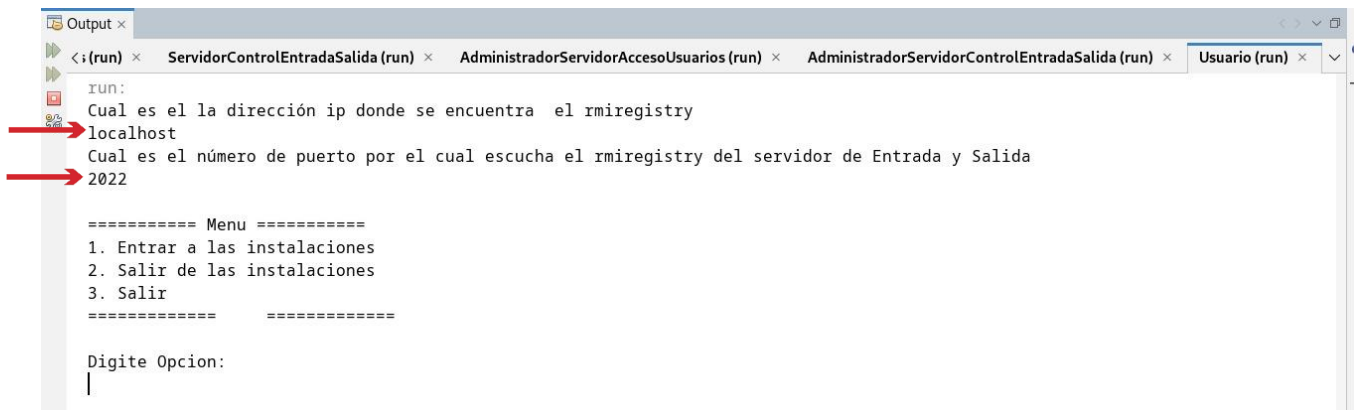 Output ×
s (run) × ServidorControlEntradaSalida (run) × AdministradorServidorAccesoUsuarios (run) × AdministradorServidorControlEntradaSalida (run) × Usuario (run) ×
run:
Cual es el la dirección ip donde se encuentra  el rmiregistry
localhost
Cual es el número de puerto por el cual escucha el rmiregistry del servidor de Entrada y Salida
2022
=========== Menu ===========
1. Entrar a las instalaciones
2. Salir de las instalaciones
3. Salir
=============     =============
Digite Opcion: